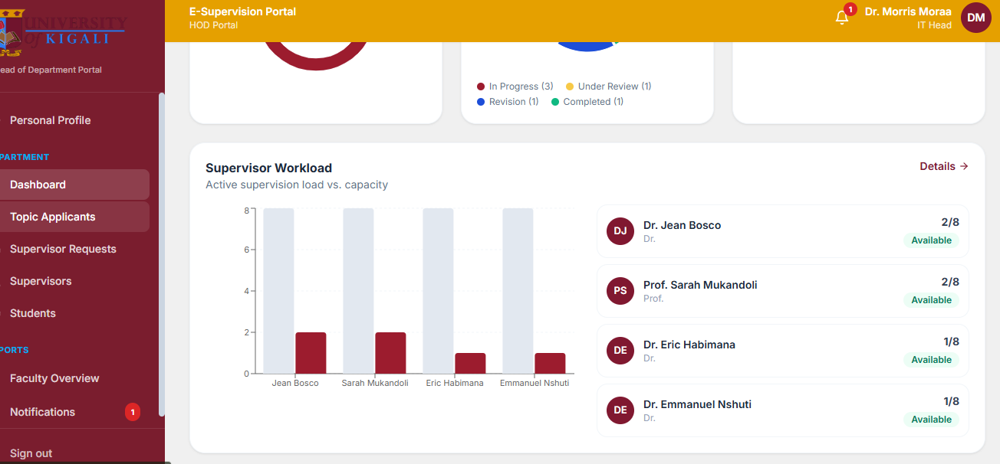 UNIVERSITY
of KIGALI
ead of Department Portal
Personal Profile
PARTMENT
Dashboard
Topic Applicants
Supervisor Requests
Supervisors
Students
PORTS
Faculty Overview
Notifications 1
Sign out
E-Supervision Portal
HOD Portal
1
Dr. Morris Moraa
IT Head
DM
In Progress (3) Under Review (1)
Revision (1) Completed (1)
Supervisor Workload
Active supervision load vs. capacity
Details →
8
6
4
2
0
Jean Bosco Sarah Mukandoli Eric Habimana Emmanuel Nshuti
DJ
Dr. Jean Bosco
Dr.
2/8
Available
PS
Prof. Sarah Mukandoli
Prof.
2/8
Available
DE
Dr. Eric Habimana
Dr.
1/8
Available
DE
Dr. Emmanuel Nshuti
Dr.
1/8
Available